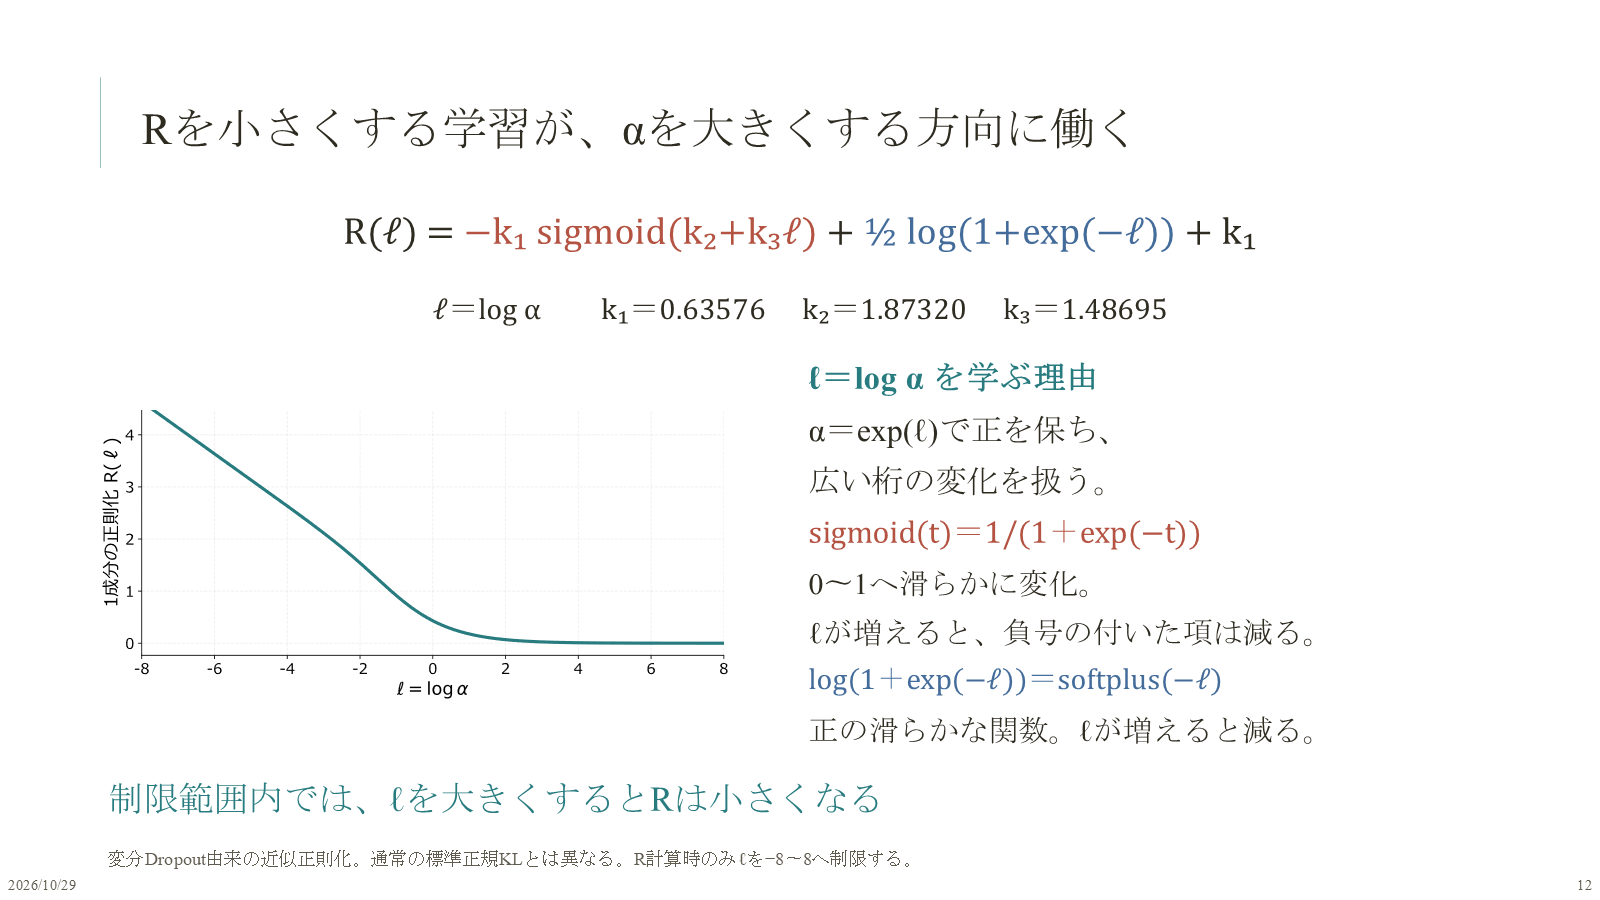 Rを小さくする学習が、αを大きくする方向に働く
R(ℓ) = −k₁ sigmoid(k₂+k₃ℓ) + ½ log(1+exp(−ℓ)) + k₁
ℓ＝log α　　k₁＝0.63576　k₂＝1.87320　k₃＝1.48695
1成分の正則化 R(ℓ)
4
3
2
1
0
-8 -6 -4 -2 0 2 4 6 8
ℓ = log α
ℓ＝log α を学ぶ理由
α＝exp(ℓ)で正を保ち、
広い桁の変化を扱う。
sigmoid(t)＝1/(1＋exp(−t))
0〜1へ滑らかに変化。
ℓが増えると、負号の付いた項は減る。
log(1＋exp(−ℓ))＝softplus(−ℓ)
正の滑らかな関数。ℓが増えると減る。
制限範囲内では、ℓを大きくするとRは小さくなる
変分Dropout由来の近似正則化。通常の標準正規KLとは異なる。R計算時のみℓを−8〜8へ制限する。
2026/10/29
12